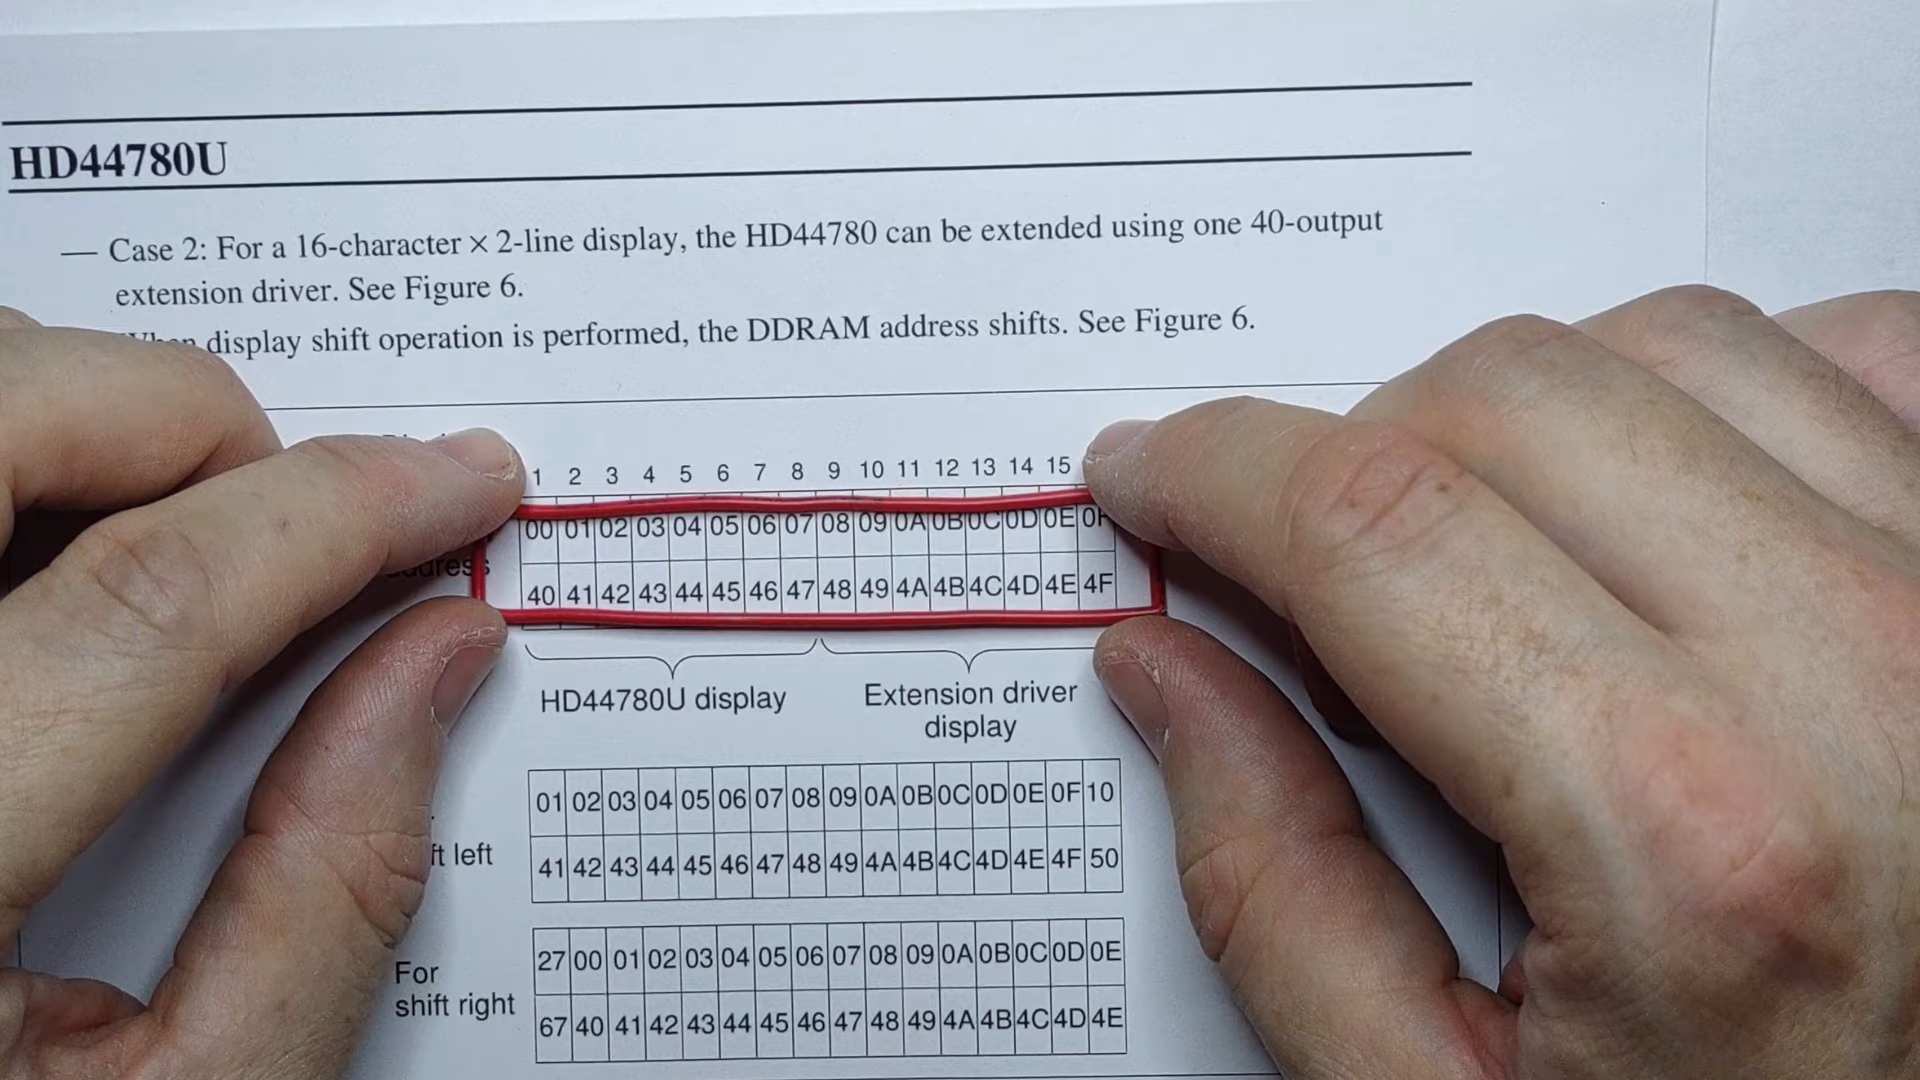 HD44780U
— Case 2: For a 16-character × 2-line display, the HD44780 can be extended using one 40-output
extension driver. See Figure 6.
display shift operation is performed, the DDRAM address shifts. See Figure 6.
1 2 3 4 5 6 7 8 9 10 11 12 13 14 15
00 01 02 03 04 05 06 07 08 09 0A 0B 0C 0D 0E 0F
40 41 42 43 44 45 46 47 48 49 4A 4B 4C 4D 4E 4F
HD44780U display
Extension driver
display
01 02 03 04 05 06 07 08 09 0A 0B 0C 0D 0E 0F 10
left
41 42 43 44 45 46 47 48 49 4A 4B 4C 4D 4E 4F 50
For
shift right
27 00 01 02 03 04 05 06 07 08 09 0A 0B 0C 0D 0E
67 40 41 42 43 44 45 46 47 48 49 4A 4B 4C 4D 4E